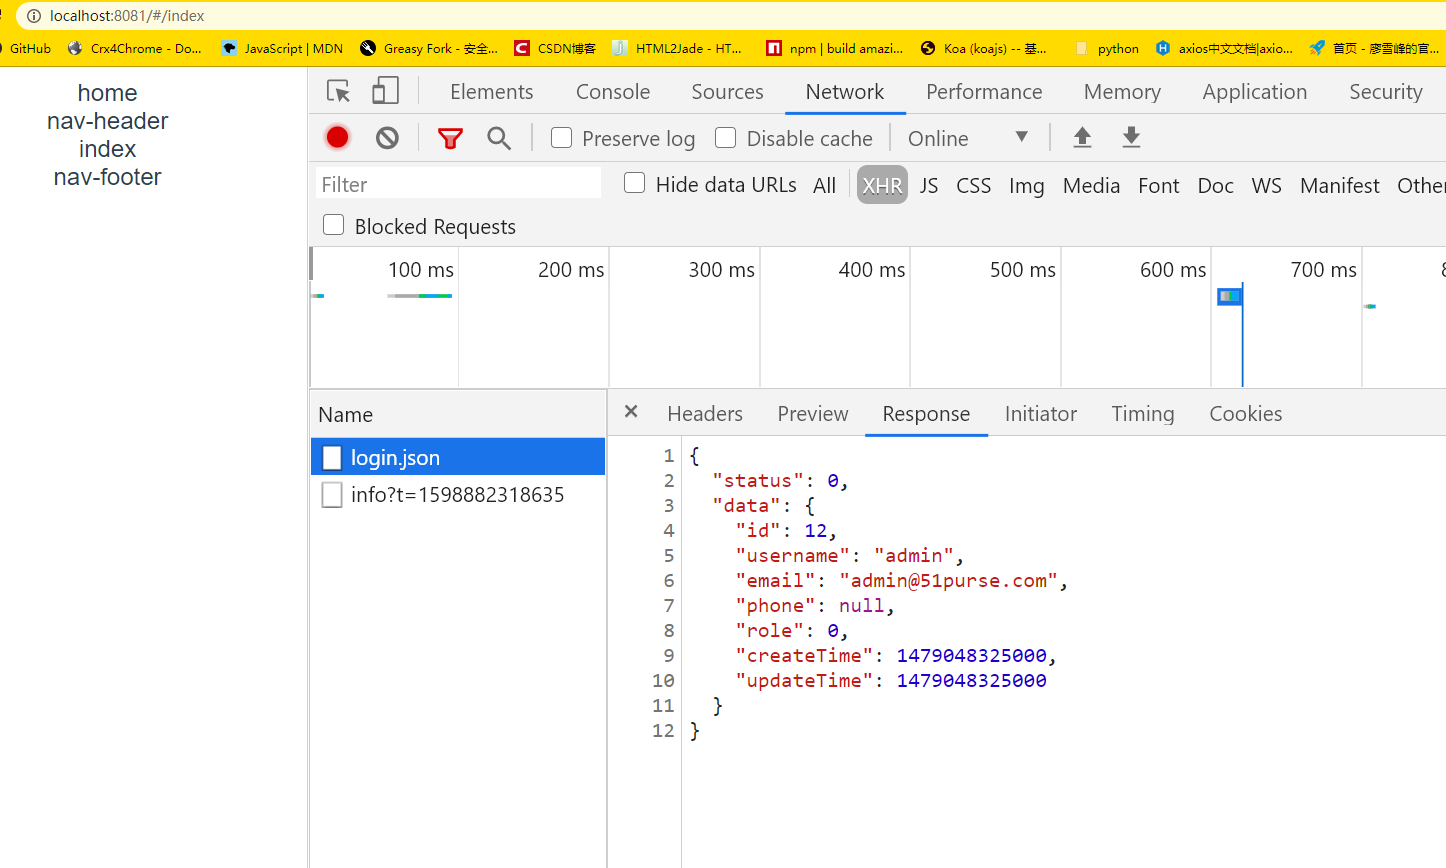 localhost:8081/#/index
GitHub Crx4Chrome - Do... JavaScript | MDN Greasy Fork - 安全... CSDN博客 HTML2Jade - HT... npm | build amazi... Koa (koajs) -- 基... python axios中文文档|axio... 首页 - 廖雪峰的官...
home
nav-header
index
nav-footer
Elements Console Sources Network Performance Memory Application Security
Preserve log Disable cache Online
Filter Hide data URLs All XHR JS CSS Img Media Font Doc WS Manifest Other
Blocked Requests
100 ms 200 ms 300 ms 400 ms 500 ms 600 ms 700 ms
Name
login.json
info?t=1598882318635
× Headers Preview Response Initiator Timing Cookies
1 {
2 "status": 0,
3 "data": {
4 "id": 12,
5 "username": "admin",
6 "email": "admin@51purse.com",
7 "phone": null,
8 "role": 0,
9 "createTime": 1479048325000,
10 "updateTime": 1479048325000
11 }
12 }